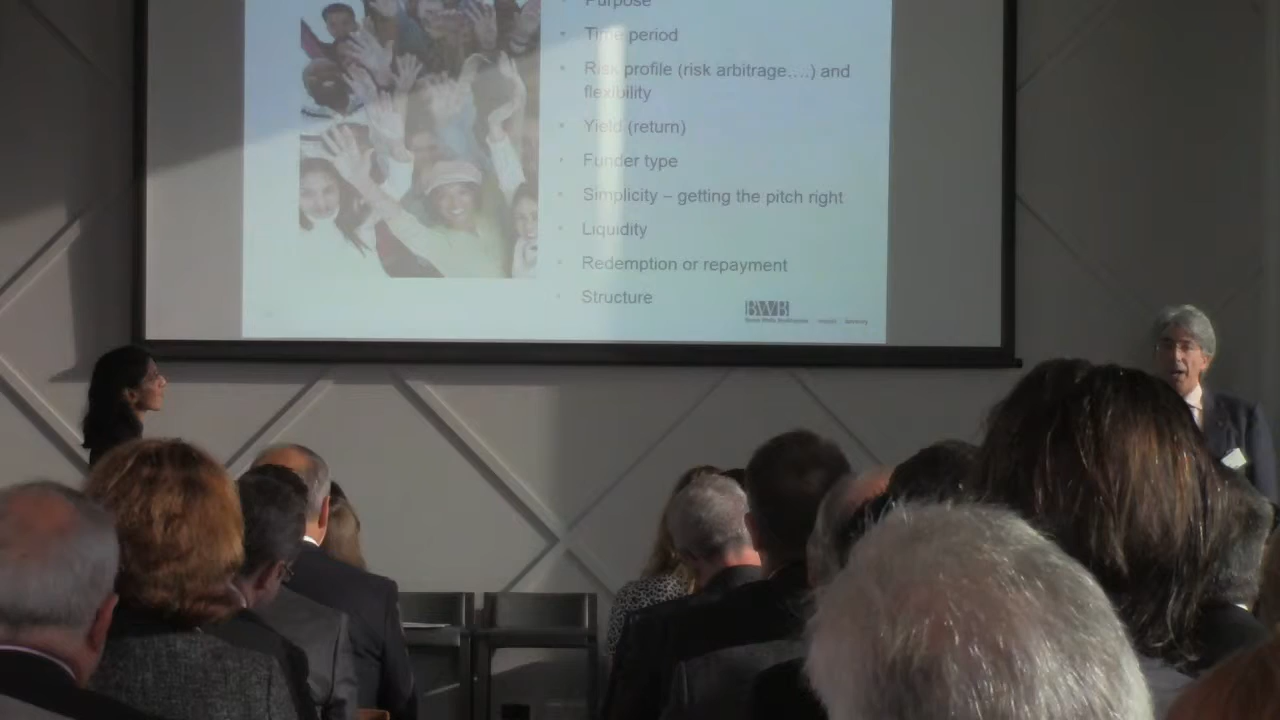 Purpose
Time period
Risk profile (risk arbitrage….) and
flexibility
Yield (return)
Funder type
Simplicity – getting the pitch right
Liquidity
Redemption or repayment
Structure
BWB